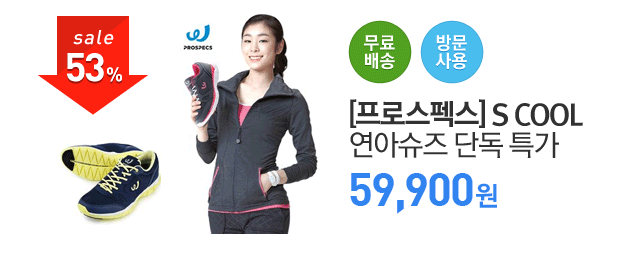 sale
53%
PROSPECS
무료
배송
방문
사용
[프로스펙스] S COOL
연아슈즈 단독 특가
59,900원